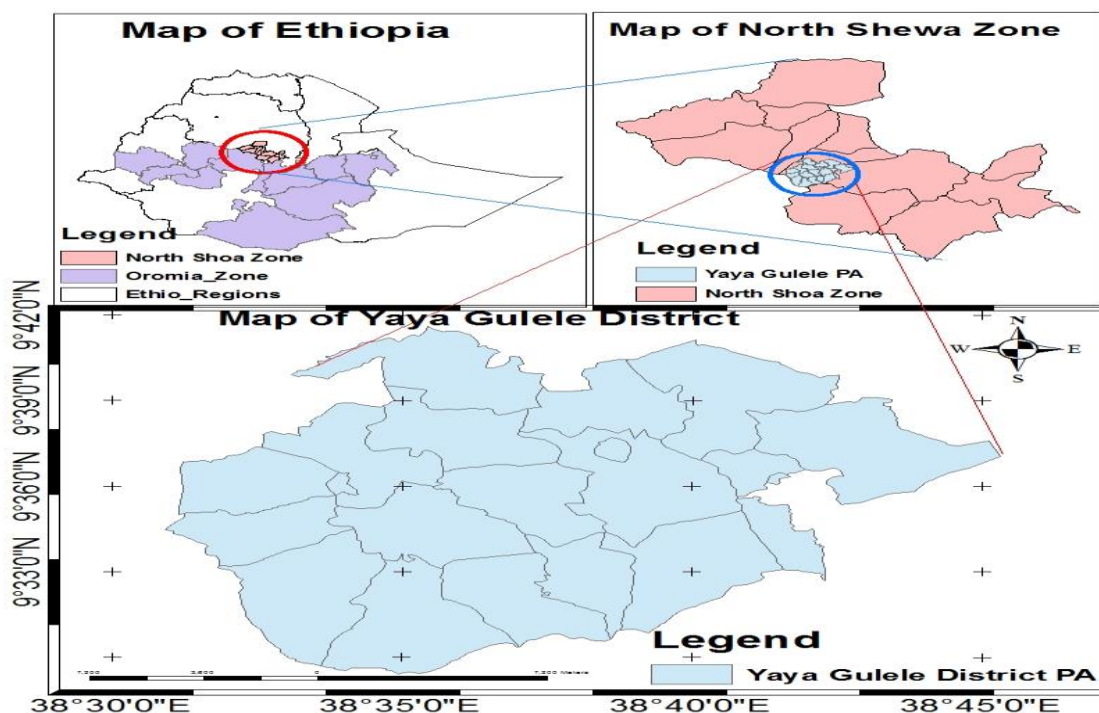 Map of Ethiopia
Legend
North Shoa Zone
Oromia_Zone
Ethio_Regions
Map of North Shewa Zone
Legend
Yaya Gulele PA
North Shoa Zone
Map of Yaya Gulele District
N
W E
S
9°42'0"N
9°39'0"N
9°36'0"N
9°33'0"N
Legend
Yaya Gulele District PA
0
Meters
38°30'0"E 38°35'0"E 38°40'0"E 38°45'0"E